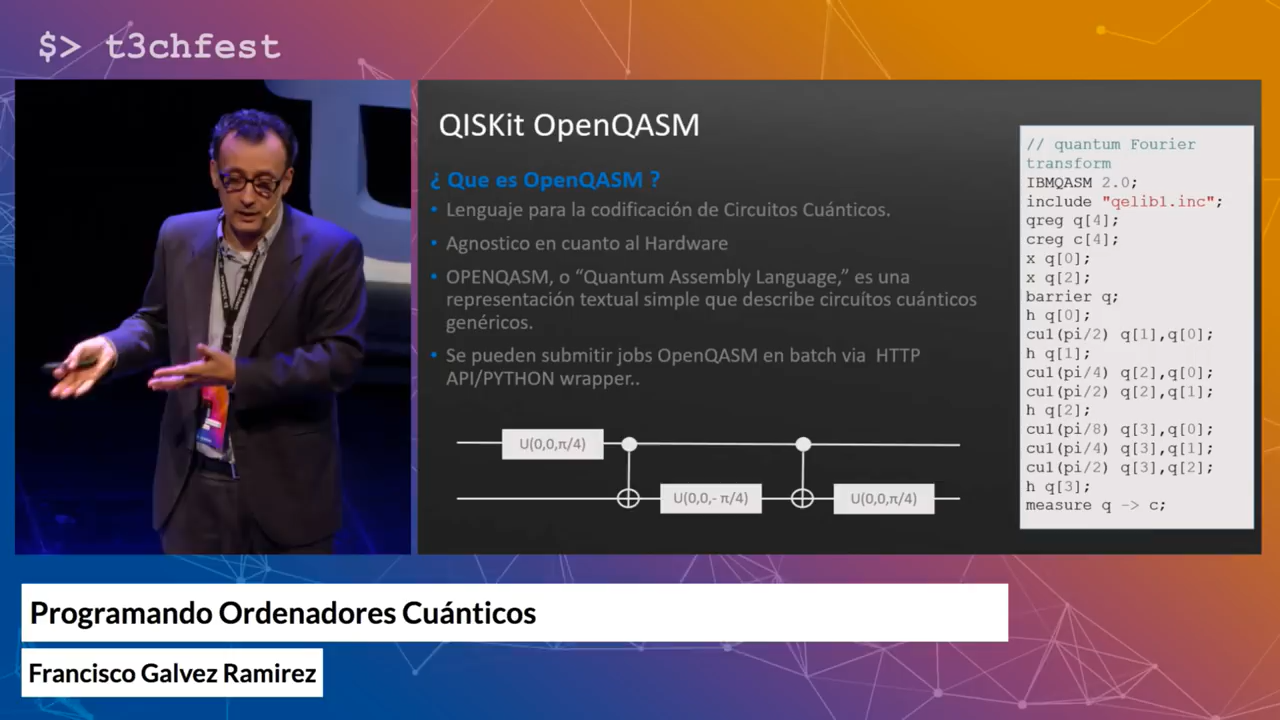 $> t3chfest
QISKit OpenQASM
¿ Que es OpenQASM ?
• Lenguaje para la codificación de Circuitos Cuánticos.
• Agnostico en cuanto al Hardware
• OPENQASM, o “Quantum Assembly Language,” es una
representación textual simple que describe circuítos cuánticos
genéricos.
• Se pueden submitir jobs OpenQASM en batch via HTTP
API/PYTHON wrapper..
U(0,0,π/4)
U(0,0,- π/4)
U(0,0,π/4)
// quantum Fourier
transform
IBMQASM 2.0;
include "qelib1.inc";
qreg q[4];
creg c[4];
x q[0];
x q[2];
barrier q;
h q[0];
cu1(pi/2) q[1],q[0];
h q[1];
cu1(pi/4) q[2],q[0];
cu1(pi/2) q[2],q[1];
h q[2];
cu1(pi/8) q[3],q[0];
cu1(pi/4) q[3],q[1];
cu1(pi/2) q[3],q[2];
h q[3];
measure q -> c;
Programando Ordenadores Cuánticos
Francisco Galvez Ramirez